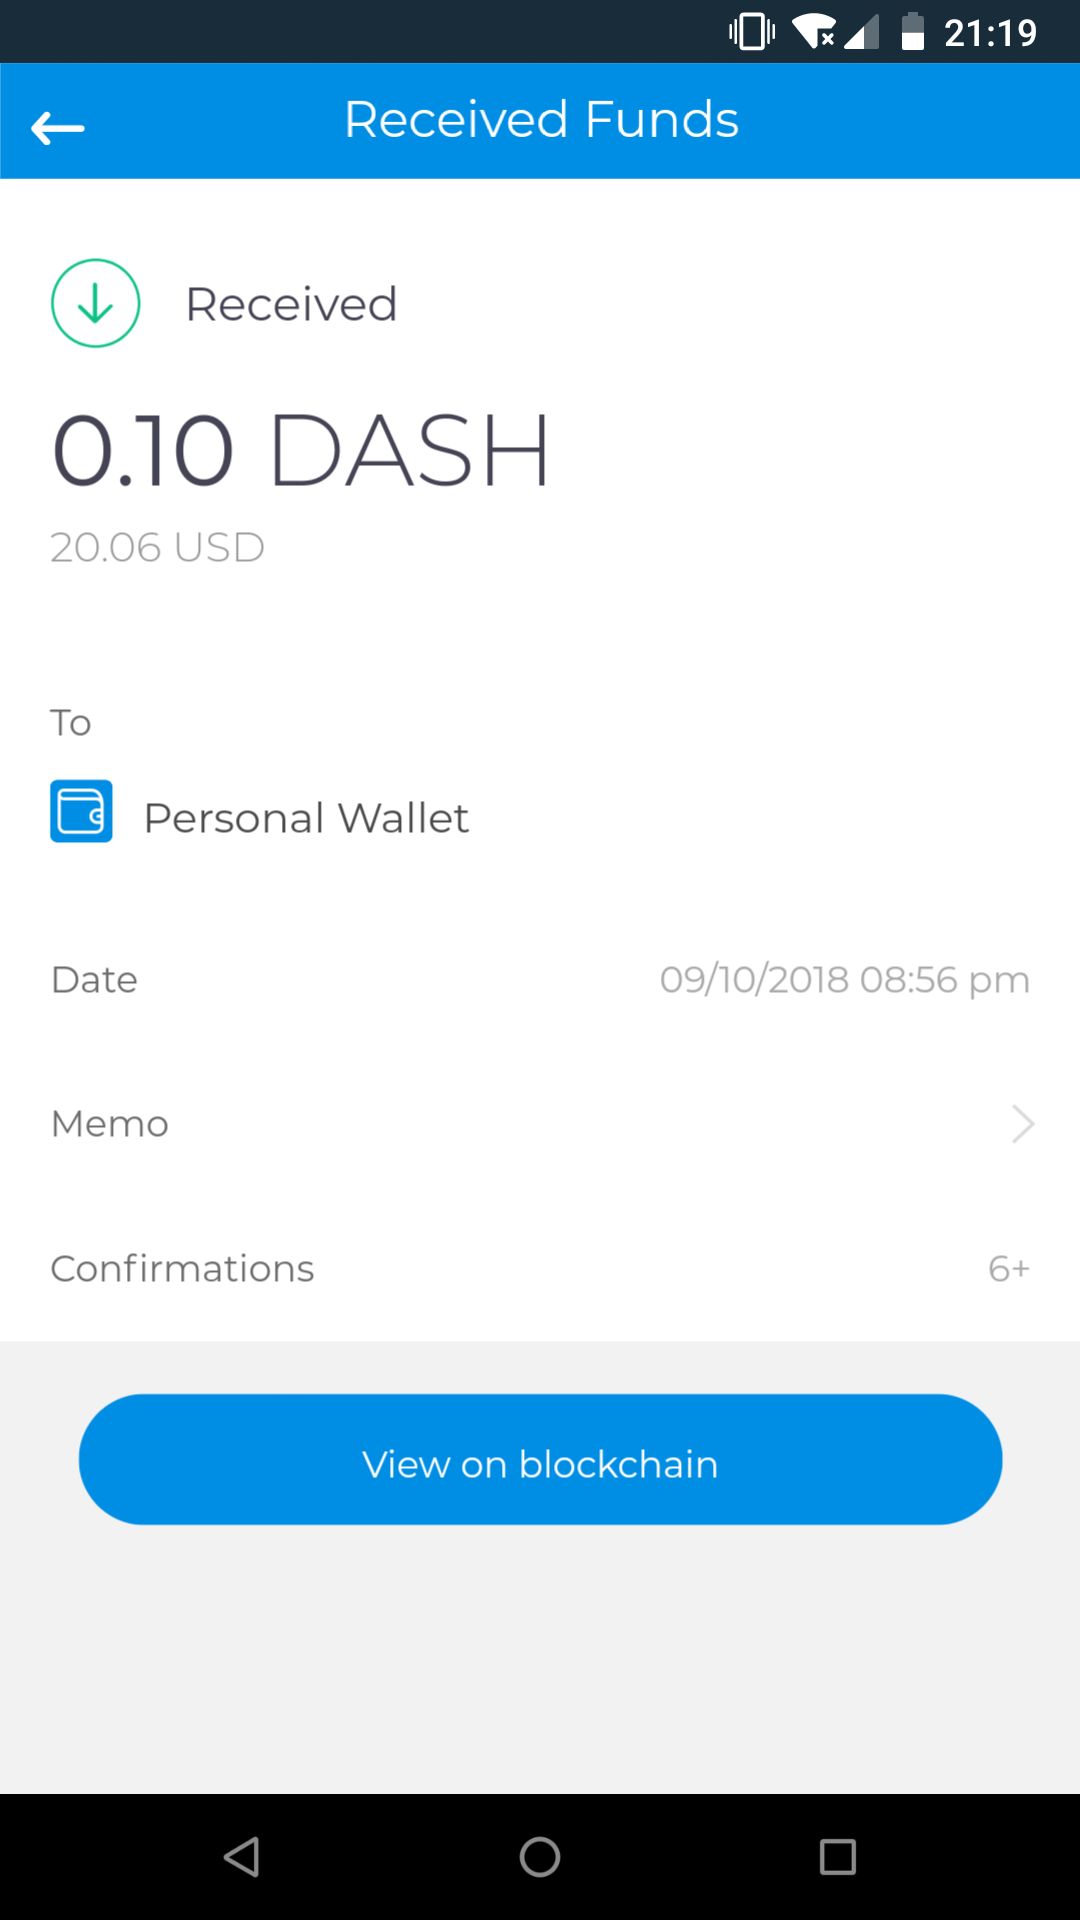 21:19
Received Funds
Received
0.10 DASH
20.06 USD
To
Personal Wallet
Date 09/10/2018 08:56 pm
Memo
Confirmations 6+
View on blockchain